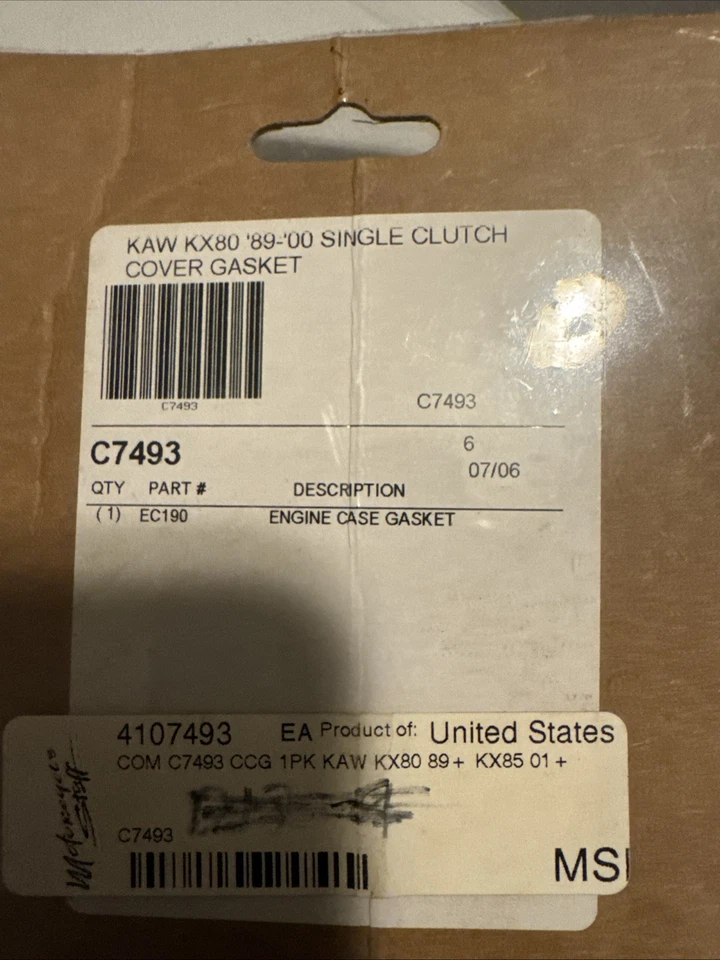 KAW KX80 '89-'00 SINGLE CLUTCH
COVER GASKET
C7493
C7493
C7493
6
07/06
QTY PART # DESCRIPTION
(1) EC190 ENGINE CASE GASKET
4107493 EA Product of: United States
COM C7493 CCG 1PK KAW KX80 89+ KX85 01+
C7493
Motorcycle
Stuff
MS